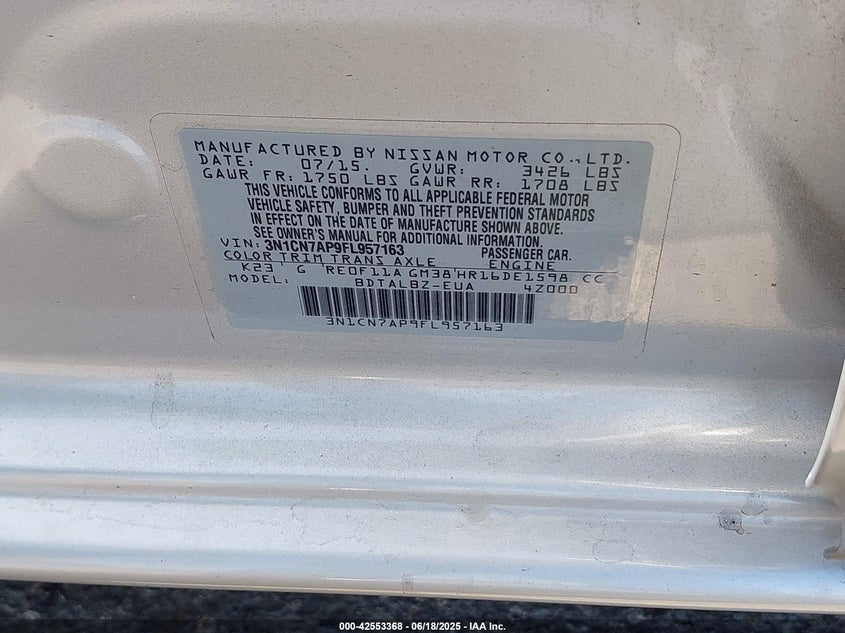 MANUFACTURED BY NISSAN MOTOR CO.,LTD.
DATE: 07/15. GVWR: 3426 LBS
GAWR FR: 1750 LBS GAWR RR: 1708 LBS
THIS VEHICLE CONFORMS TO ALL APPLICABLE FEDERAL MOTOR
VEHICLE SAFETY, BUMPER AND THEFT PREVENTION STANDARDS
IN EFFECT ON THE DATE OF MANUFACTURE SHOWN ABOVE.
SEE OWNER'S MANUAL FOR ADDITIONAL INFORMATION.
VIN: 3N1CN7AP9FL957163 PASSENGER CAR.
COLOR TRIM TRANS AXLE ENGINE
K23 G RE0F11A GM38 HR16DE1598 CC
MODEL: BDTALBZ-EUA 4Z000
3N1CN7AP9FL957163
000-42553368 - 06/18/2025 - IAA Inc.